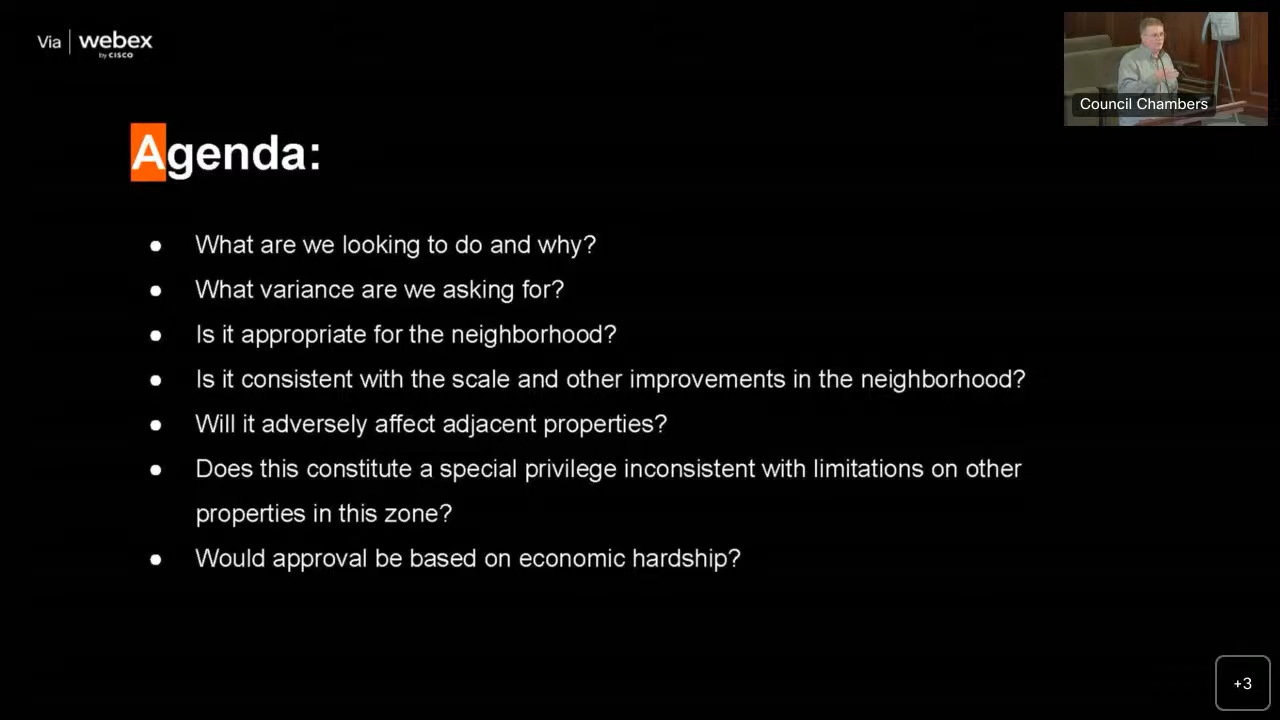 Via webex
by CISCO
Council Chambers
Agenda:
● What are we looking to do and why?
● What variance are we asking for?
● Is it appropriate for the neighborhood?
● Is it consistent with the scale and other improvements in the neighborhood?
● Will it adversely affect adjacent properties?
● Does this constitute a special privilege inconsistent with limitations on other
properties in this zone?
● Would approval be based on economic hardship?
+3